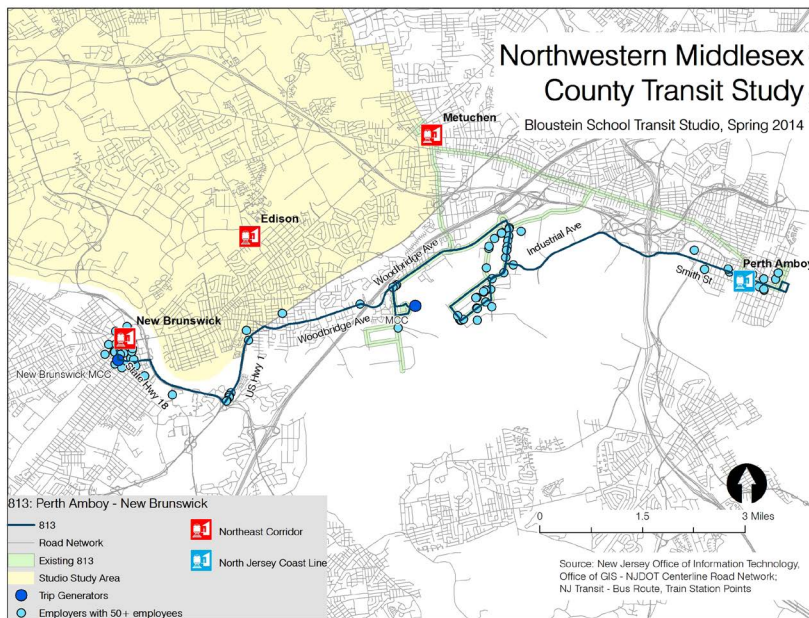 Northwestern Middlesex
County Transit Study
Bloustein School Transit Studio, Spring 2014
Metuchen
Edison
Woodbridge Ave
Industrial Ave
Perth Amboy
Smith St
New Brunswick
MCC
Woodbridge Ave
New Brunswick MCC
State Hwy 18
US Hwy 1
813: Perth Amboy - New Brunswick
813
Road Network
Existing 813
Studio Study Area
Trip Generators
Employers with 50+ employees
Northeast Corridor
North Jersey Coast Line
0 1.5 3 Miles
Source: New Jersey Office of Information Technology,
Office of GIS - NJDOT Centerline Road Network;
NJ Transit - Bus Route, Train Station Points